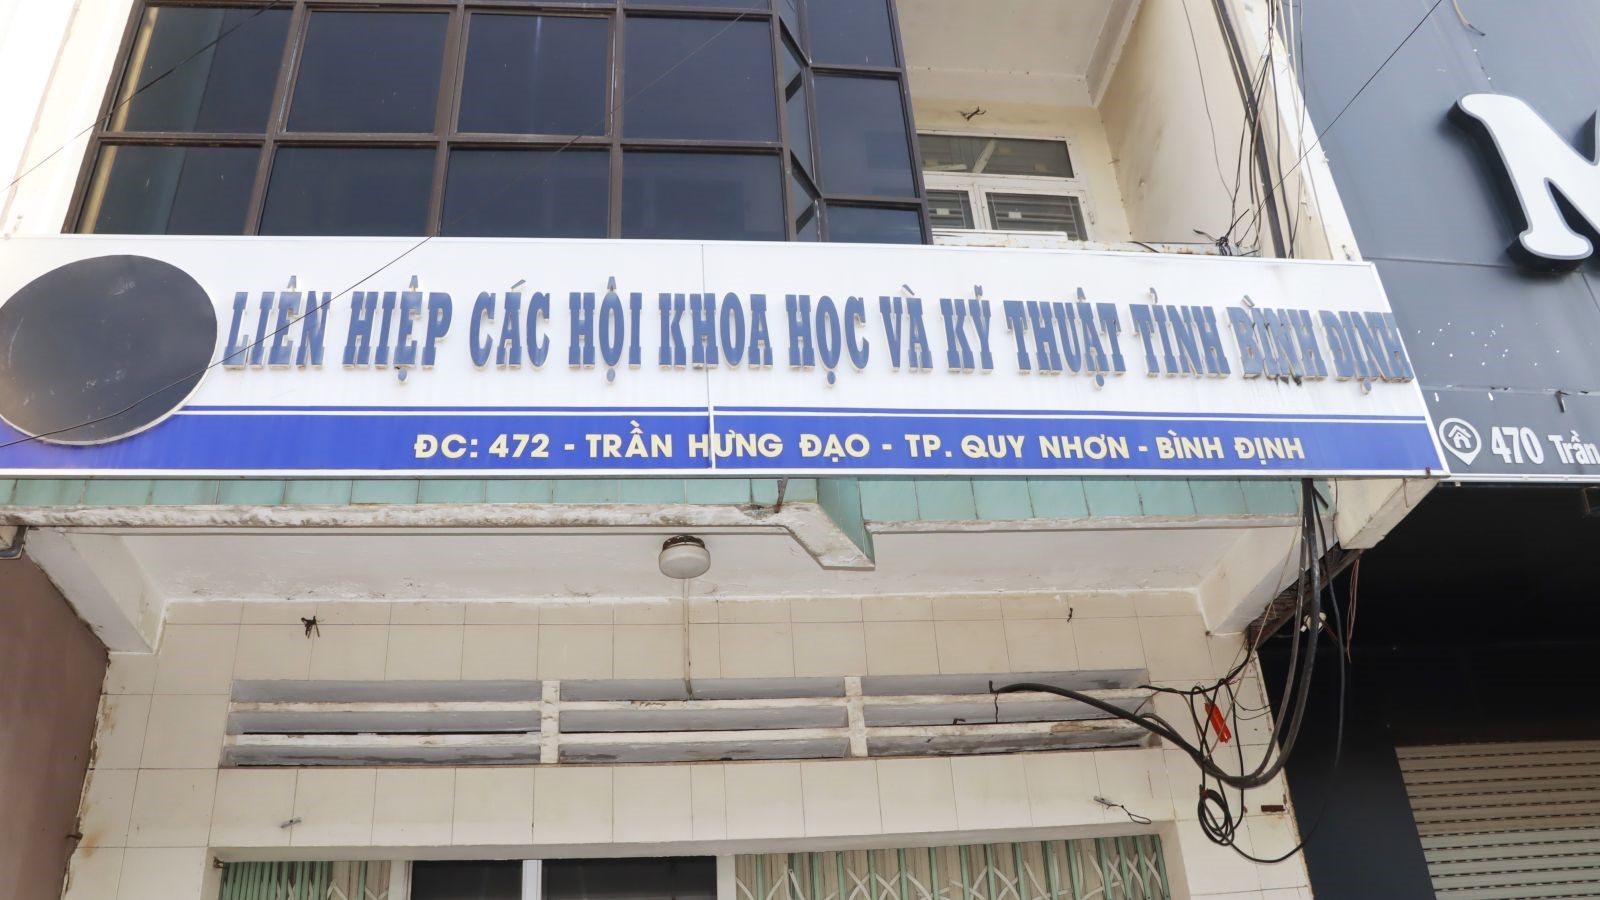 LIÊN HIỆP CÁC HỘI KHOA HỌC VÀ KỸ THUẬT TỈNH BÌNH ĐỊNH
ĐC: 472 - TRẦN HƯNG ĐẠO - TP. QUY NHƠN - BÌNH ĐỊNH
470 Trần